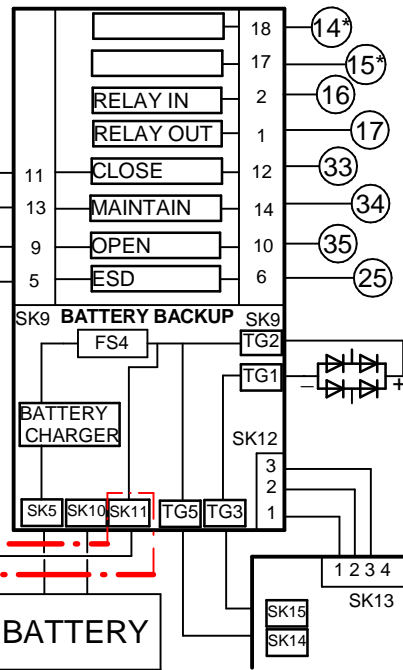 18 14*
17 15*
RELAY IN 2 16
RELAY OUT 1 17
11 CLOSE 12 33
13 MAINTAIN 14 34
9 OPEN 10 35
5 ESD 6 25
SK9 BATTERY BACKUP SK9
FS4 TG2
TG1
− +
BATTERY
CHARGER
SK12
3
2
1
SK5 SK10 SK11 TG5 TG3
1 2 3 4
SK13
SK15
SK14
BATTERY